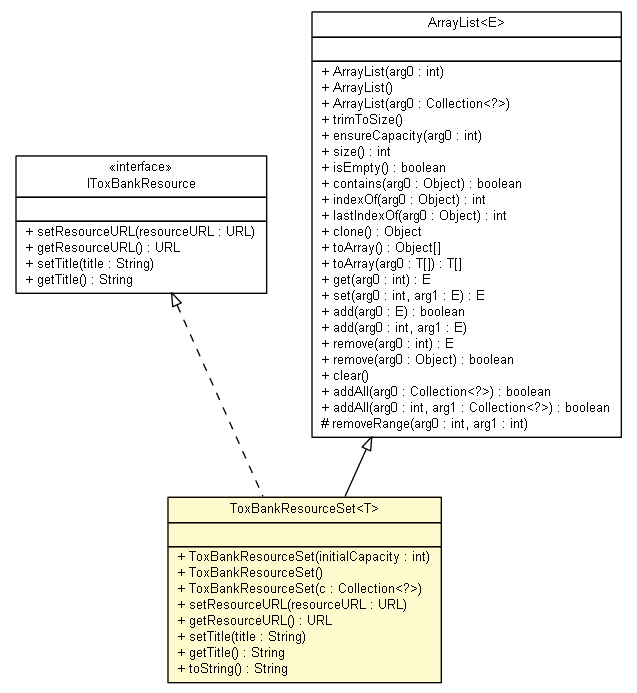 ArrayList<E>
+ ArrayList(arg0 : int)
+ ArrayList()
+ ArrayList(arg0 : Collection<?>)
+ trimToSize()
+ ensureCapacity(arg0 : int)
+ size() : int
+ isEmpty() : boolean
+ contains(arg0 : Object) : boolean
+ indexOf(arg0 : Object) : int
+ lastIndexOf(arg0 : Object) : int
+ clone() : Object
+ toArray() : Object[]
+ toArray(arg0 : T[]) : T[]
+ get(arg0 : int) : E
+ set(arg0 : int, arg1 : E) : E
+ add(arg0 : E) : boolean
+ add(arg0 : int, arg1 : E)
+ remove(arg0 : int) : E
+ remove(arg0 : Object) : boolean
+ clear()
+ addAll(arg0 : Collection<?>) : boolean
+ addAll(arg0 : int, arg1 : Collection<?>) : boolean
# removeRange(arg0 : int, arg1 : int)
«interface»
IToxBankResource
+ setResourceURL(resourceURL : URL)
+ getResourceURL() : URL
+ setTitle(title : String)
+ getTitle() : String
ToxBankResourceSet<T>
+ ToxBankResourceSet(initialCapacity : int)
+ ToxBankResourceSet()
+ ToxBankResourceSet(c : Collection<?>)
+ setResourceURL(resourceURL : URL)
+ getResourceURL() : URL
+ setTitle(title : String)
+ getTitle() : String
+ toString() : String